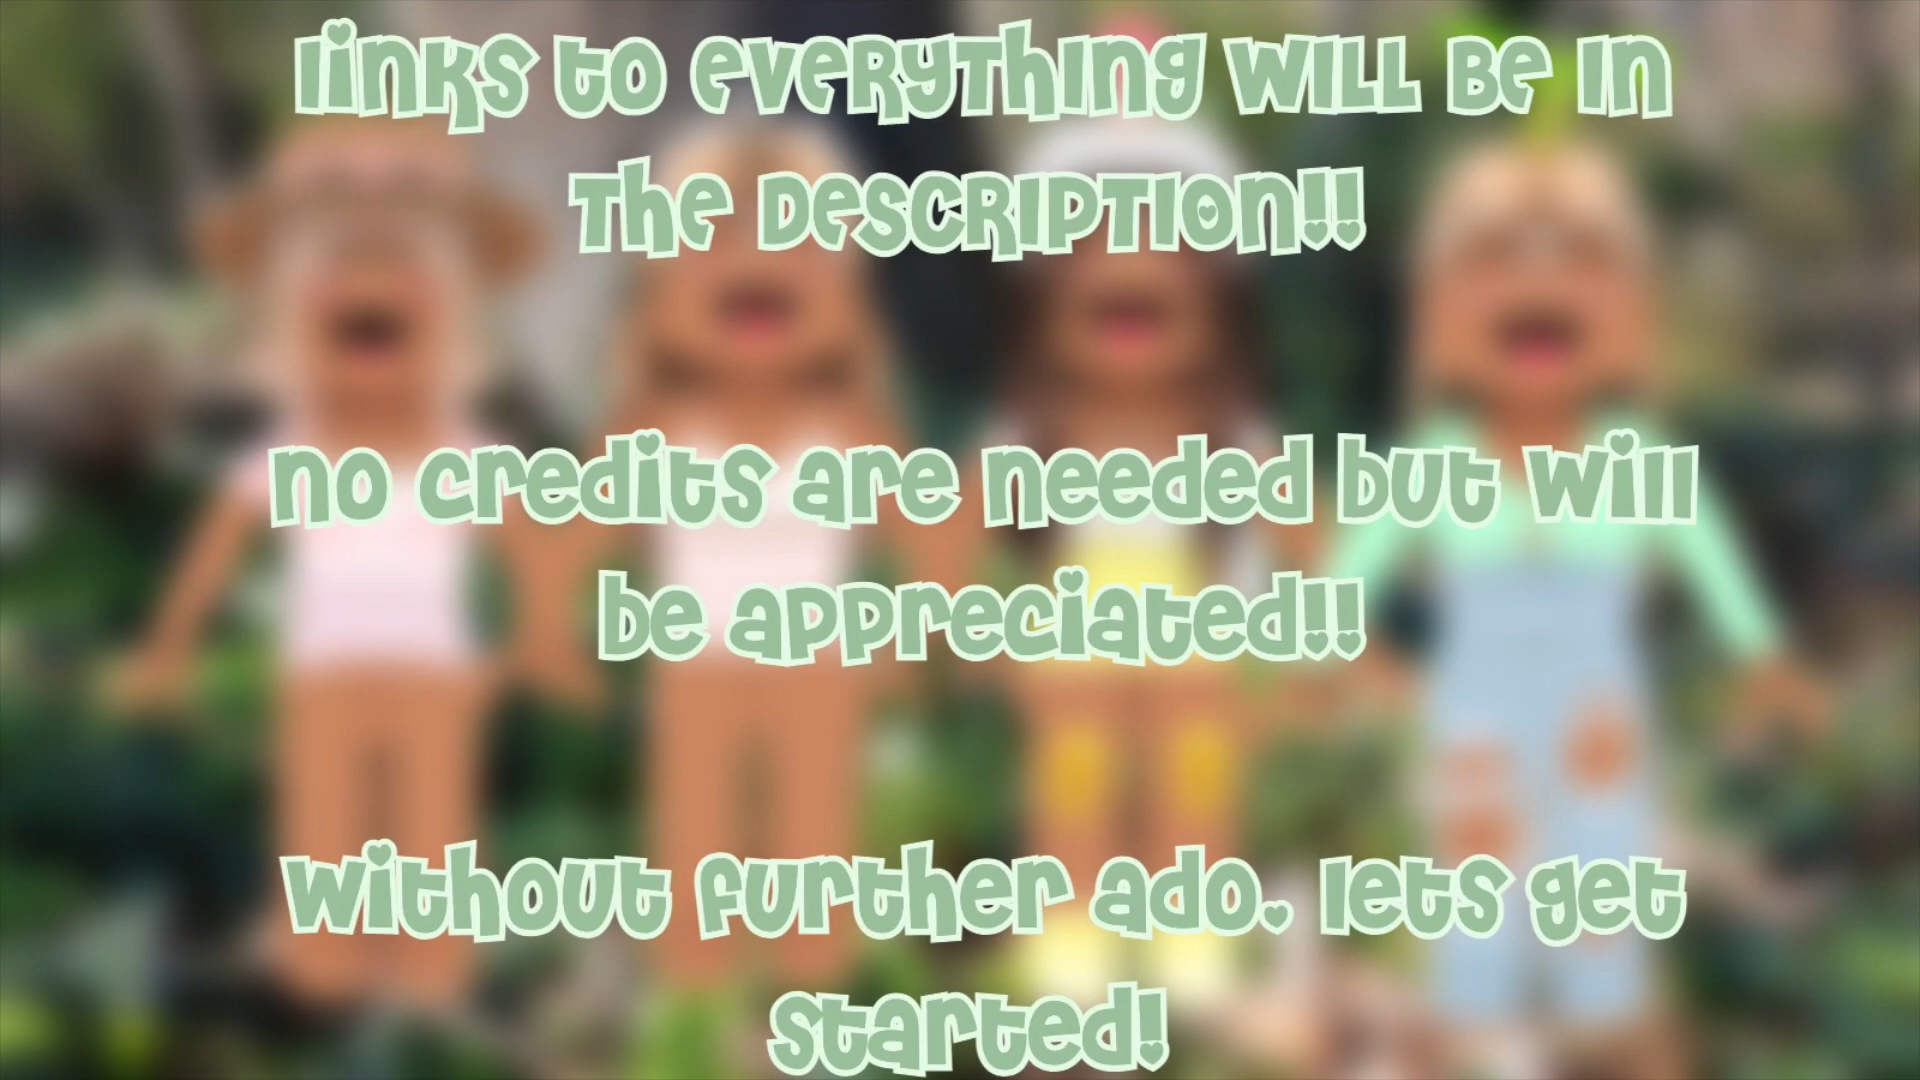 links to everything will be in
the description!!
no credits are needed but will
be appreciated!!
without further ado. lets get
started!